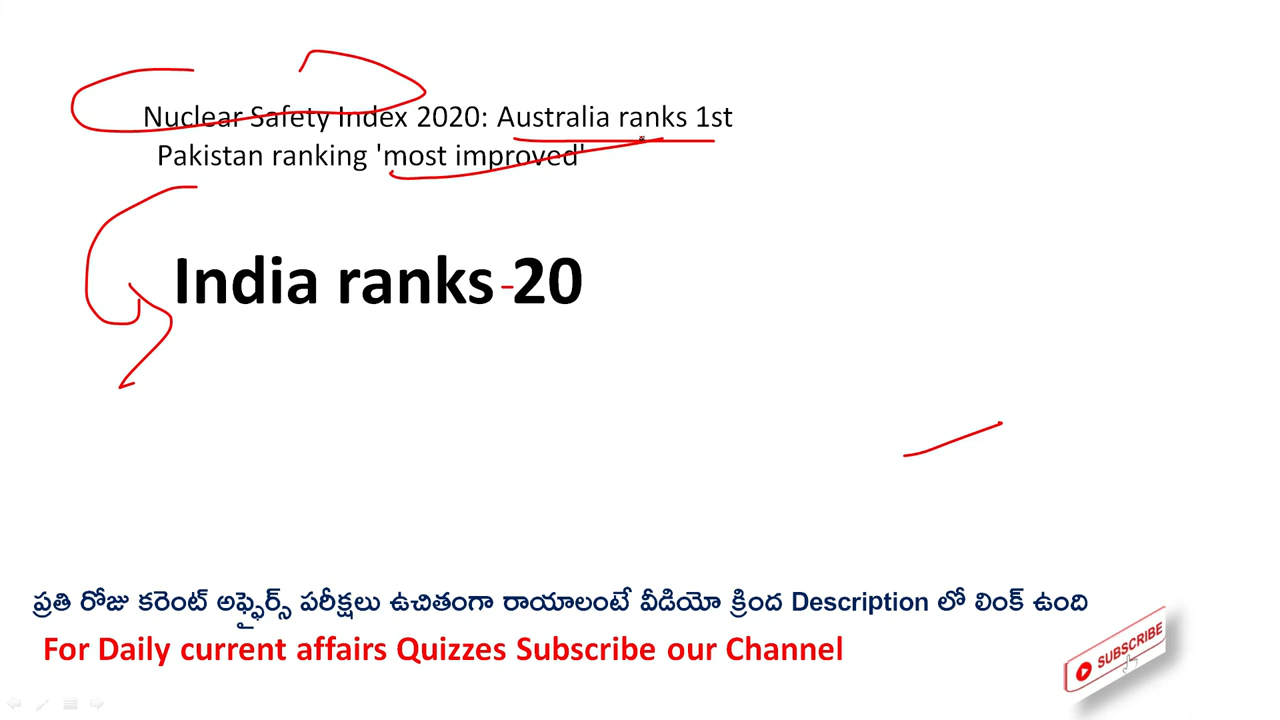 Nuclear Safety Index 2020: Australia ranks 1st
Pakistan ranking 'most improved'
India ranks 20
ప్రతి రోజు కరెంట్ అఫ్ఫైర్స్ పరీక్షలు ఉచితంగా రాయాలంటే వీడియో క్రింద Description లో లింక్ ఉంది
For Daily current affairs Quizzes Subscribe our Channel
SUBSCRIBE